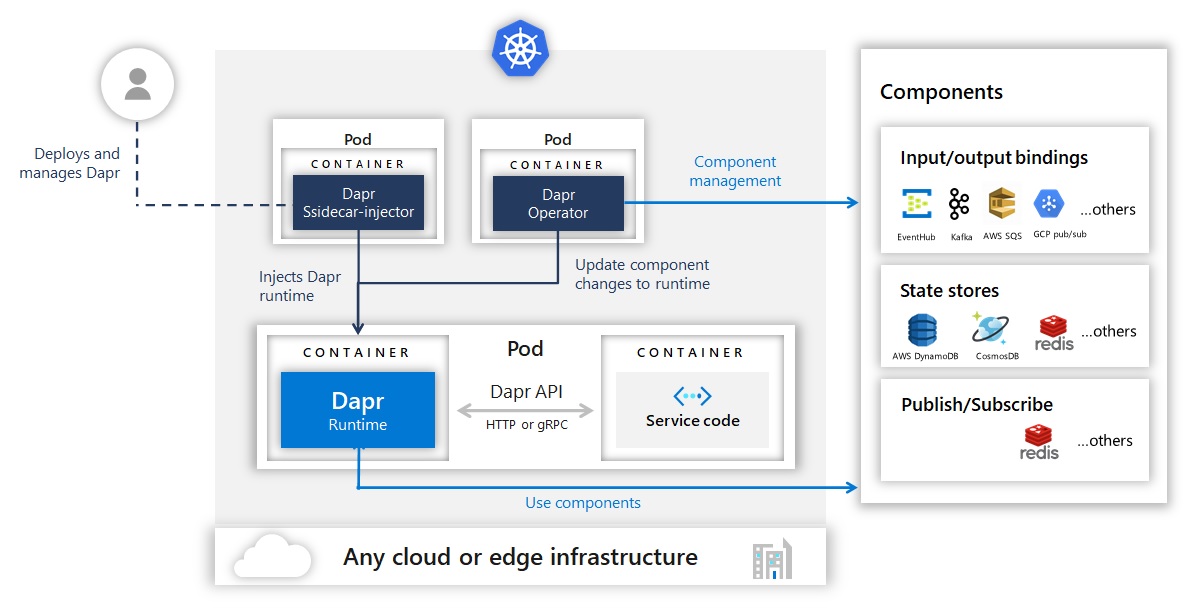 Deploys and
manages Dapr
Pod
CONTAINER
Dapr
Ssidecar-injector
Pod
CONTAINER
Dapr
Operator
Component
management
Injects Dapr
runtime
Update component
changes to runtime
Pod
CONTAINER
Dapr
Runtime
Dapr API
HTTP or gRPC
CONTAINER
Service code
Use components
Any cloud or edge infrastructure
Components
Input/output bindings
EventHub
Kafka
AWS SQS
GCP pub/sub
...others
State stores
AWS DynamoDB
CosmosDB
redis
...others
Publish/Subscribe
redis
...others